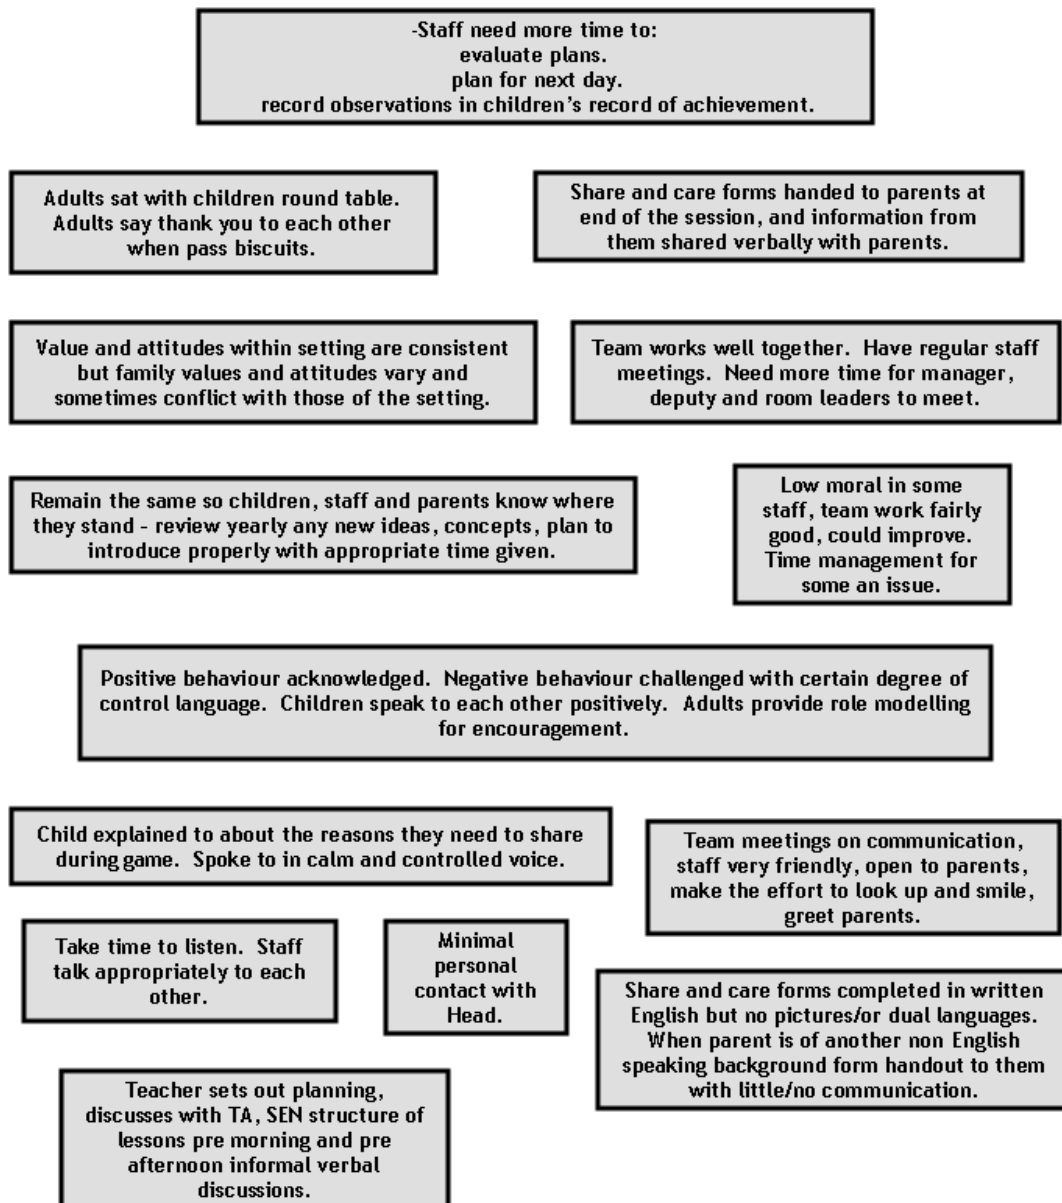 -Staff need more time to:
evaluate plans.
plan for next day.
record observations in children's record of achievement.
Adults sat with children round table.
Adults say thank you to each other
when pass biscuits.
Share and care forms handed to parents at
end of the session, and information from
them shared verbally with parents.
Value and attitudes within setting are consistent
but family values and attitudes vary and
sometimes conflict with those of the setting.
Team works well together.  Have regular staff
meetings.  Need more time for manager,
deputy and room leaders to meet.
Remain the same so children, staff and parents know where
they stand - review yearly any new ideas, concepts, plan to
introduce properly with appropriate time given.
Low moral in some
staff, team work fairly
good, could improve.
Time management for
some an issue.
Positive behaviour acknowledged.  Negative behaviour challenged with certain degree of
control language.  Children speak to each other positively.  Adults provide role modelling
for encouragement.
Child explained to about the reasons they need to share
during game.  Spoke to in calm and controlled voice.
Team meetings on communication,
staff very friendly, open to parents,
make the effort to look up and smile,
greet parents.
Take time to listen.  Staff
talk appropriately to each
other.
Minimal
personal
contact with
Head.
Share and care forms completed in written
English but no pictures/or dual languages.
When parent is of another non English
speaking background form handout to them
with little/no communication.
Teacher sets out planning,
discusses with TA, SEN structure of
lessons pre morning and pre
afternoon informal verbal
discussions.